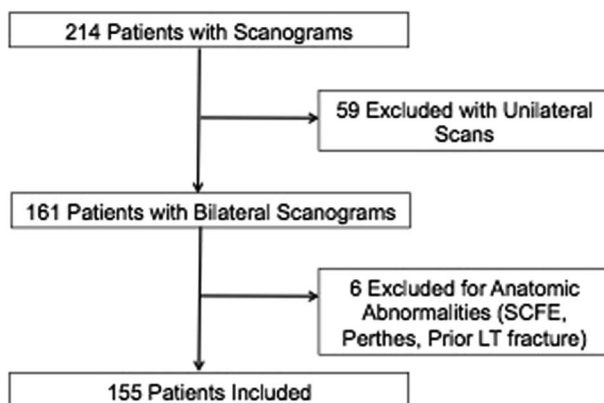 214 Patients with Scanograms
59 Excluded with Unilateral
Scans
161 Patients with Bilateral Scanograms
6 Excluded for Anatomic
Abnormalities (SCFE,
Perthes, Prior LT fracture)
155 Patients Included